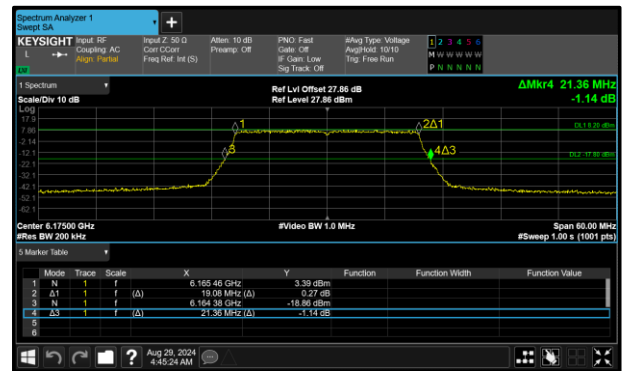 Spectrum Analyzer 1
Swept SA
+
KEYSIGHT Input: RF Input Z: 50 Ω Atten: 10 dB PNO: Fast #Avg Type: Voltage 1 2 3 4 5 6
L Coupling: AC Corr CCorr Preamp: Off Gate: Off Avg|Hold: 10/10 M W W W W W
Align: Partial Freq Ref: Int (S) IF Gain: Low Trig: Free Run
Sig Track: Off P N N N N N
1 Spectrum Ref Lvl Offset 27.86 dB ΔMkr4 21.36 MHz
Scale/Div 10 dB Ref Level 27.86 dBm -1.14 dB
Log
17.9
7.86 1 2Δ1 DL1 6.20 dBm
-2.14
-12.1 3 4Δ3 DL2 -17.80 dBm
-22.1
-32.1
-42.1
-52.1
-62.1
Center 6.17500 GHz #Video BW 1.0 MHz Span 60.00 MHz
#Res BW 200 kHz #Sweep 1.00 s (1001 pts)
5 Marker Table
Mode Trace Scale X Y Function Function Width Function Value
1 N 1 f 6.165 46 GHz 3.39 dBm
2 Δ1 1 f (Δ) 19.08 MHz (Δ) 0.27 dB
3 N 1 f 6.164 38 GHz -18.86 dBm
4 Δ3 1 f (Δ) 21.36 MHz (Δ) -1.14 dB
5
6
? Aug 29, 2024
4:45:24 AM